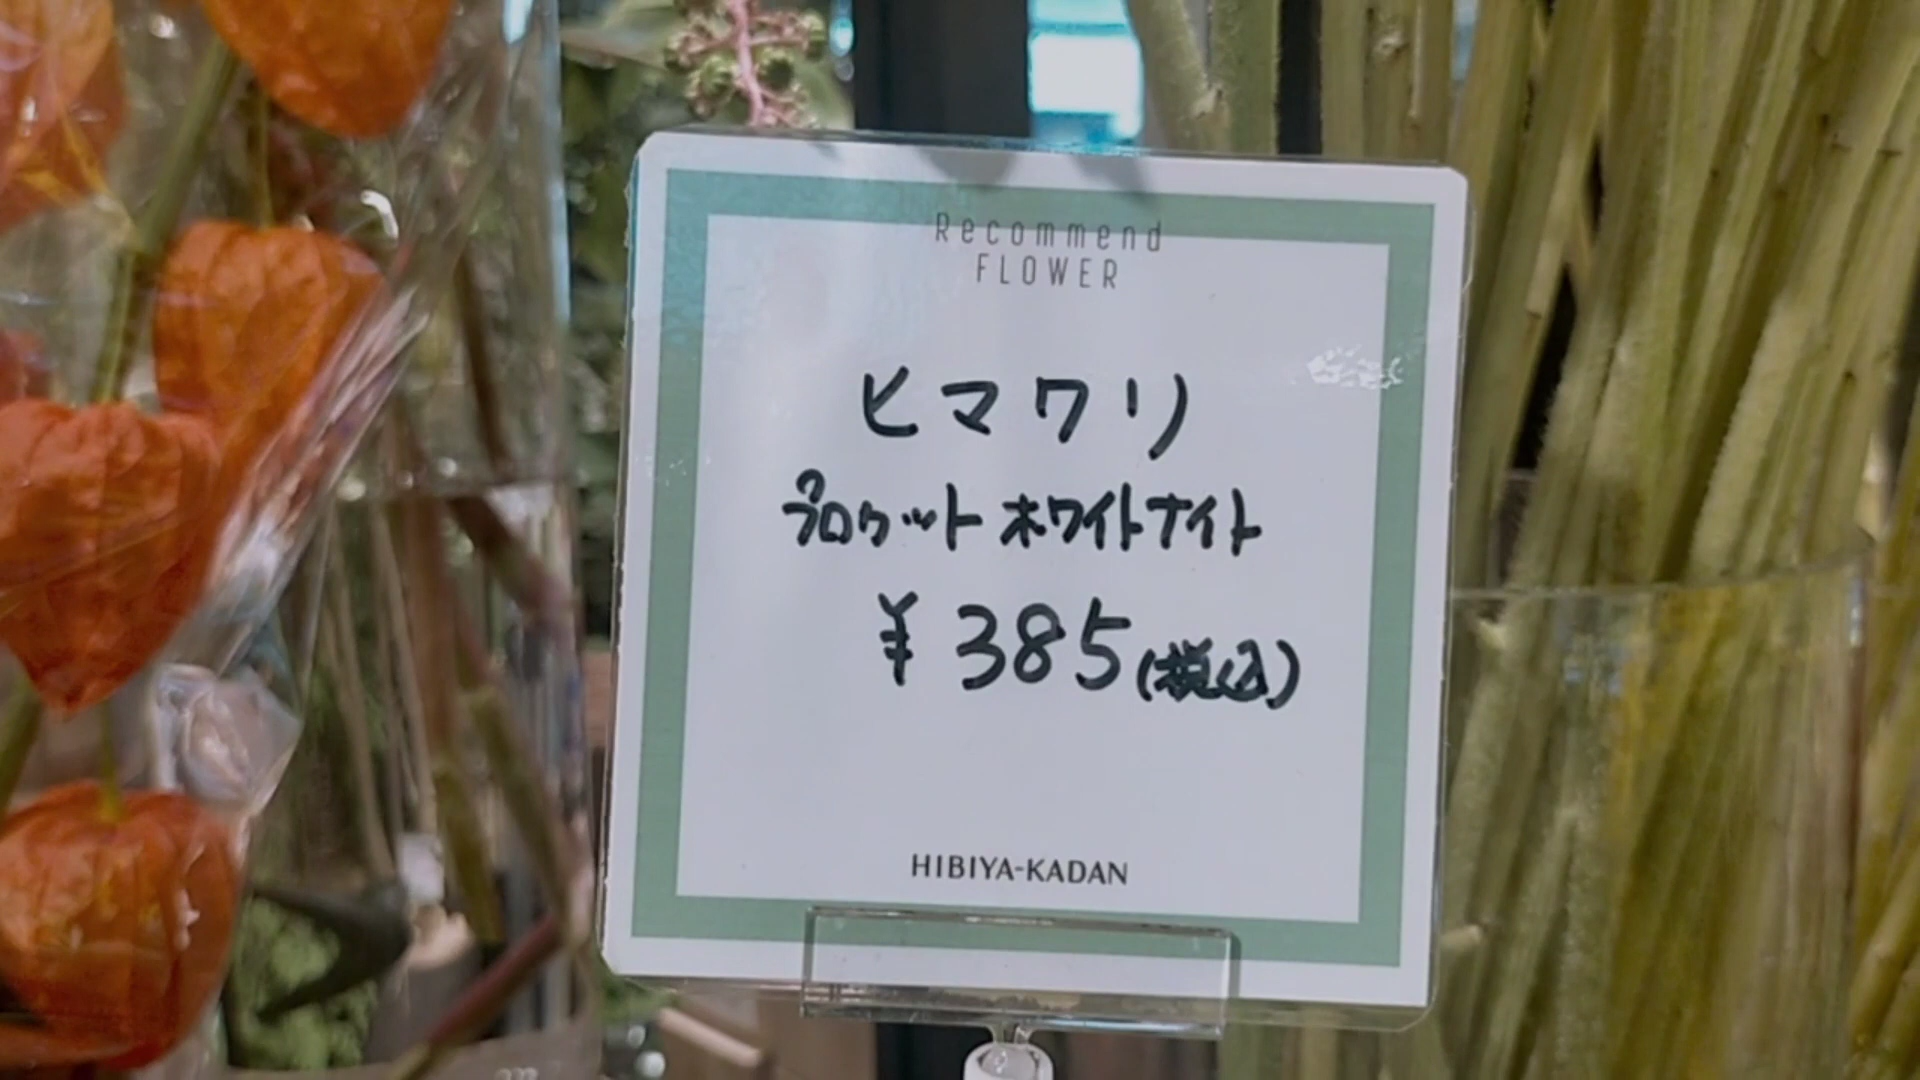 Recommend
FLOWER
ヒマワリ
プロケット ホワイトナイト
¥385(税込)
HIBIYA-KADAN